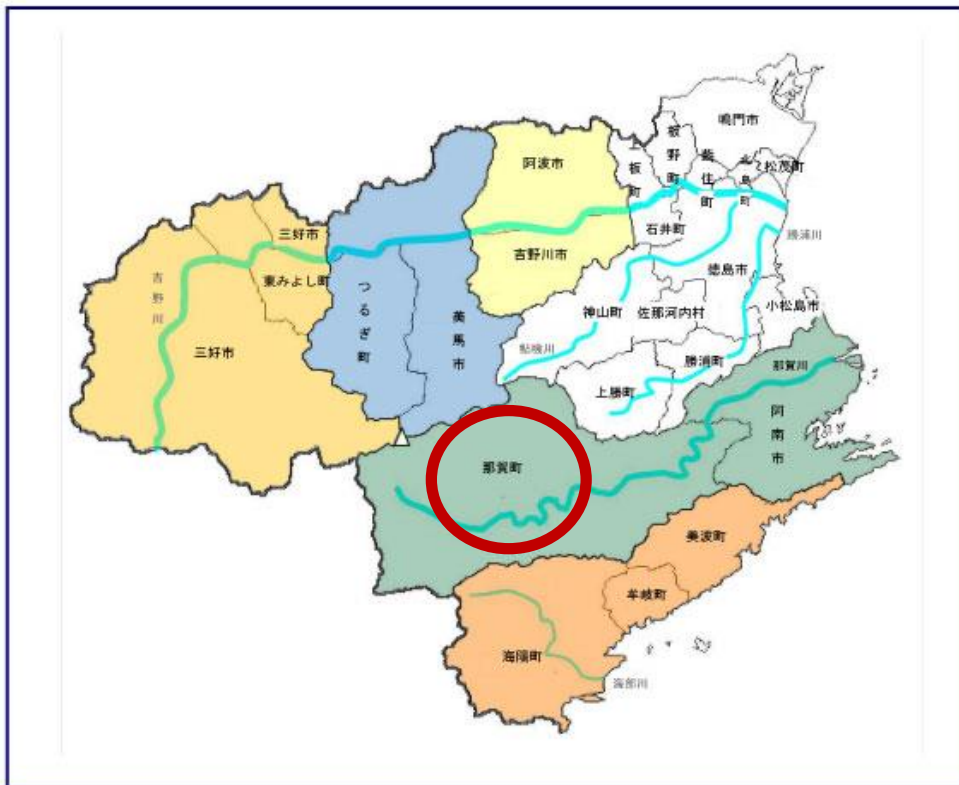 鳴門市
板野町
上板町
藍住町
北島町
松茂町
阿波市
石井町
勝浦川
三好市
吉野川市
徳島市
吉野川
東みよし町
つるぎ町
美馬市
神山町
佐那河内村
小松島市
三好市
鮎喰川
勝浦町
上勝町
那賀川
阿南市
那賀町
美波町
牟岐町
海陽町
海部川